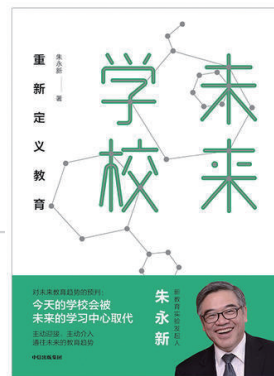 未来
学校
重新定义教育
朱永新 著
对未来教育趋势的预判：
今天的学校会被
未来的学习中心取代
主动迎接、主动介入
通往未来的教育趋势
朱永新
新教育实验发起人
中信出版集团